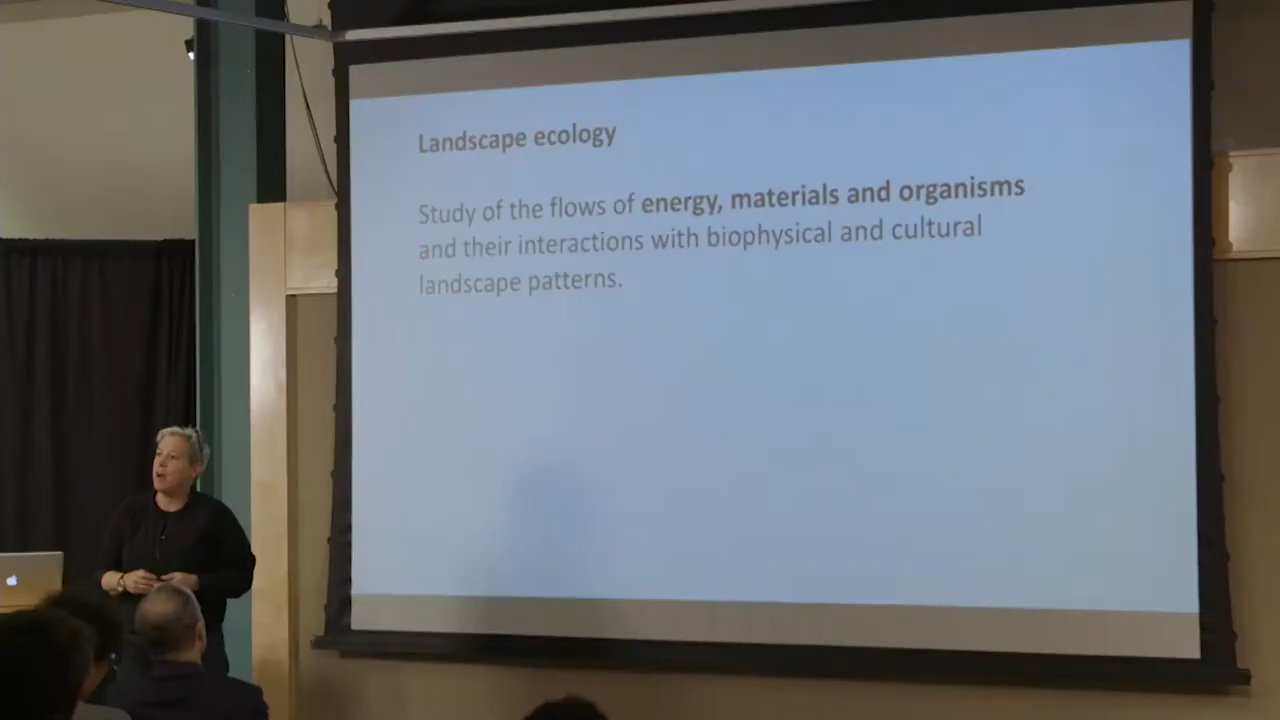 Landscape ecology
Study of the flows of energy, materials and organisms
and their interactions with biophysical and cultural
landscape patterns.